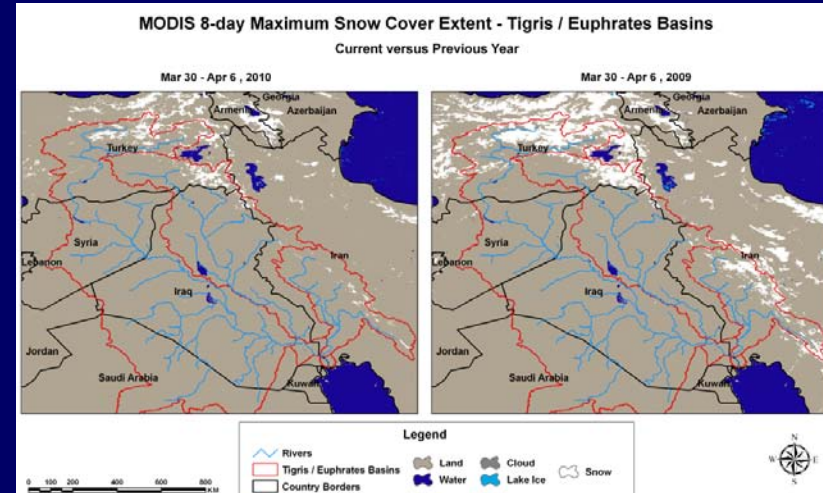 MODIS 8-day Maximum Snow Cover Extent - Tigris / Euphrates Basins
Current versus Previous Year
Mar 30 - Apr 6 , 2010
Mar 30 - Apr 6 , 2009
Georgia
Armenia
Azerbaijan
Turkey
Syria
Lebanon
Iran
Iraq
Jordan
Saudi Arabia
Kuwait
Georgia
Armenia
Azerbaijan
Turkey
Syria
Lebanon
Iran
Iraq
Jordan
Saudi Arabia
Kuwait
Legend
Rivers
Tigris / Euphrates Basins
Country Borders
Land
Water
Cloud
Lake Ice
Snow
0 100 200 400 600 800
KM
N
W E
S